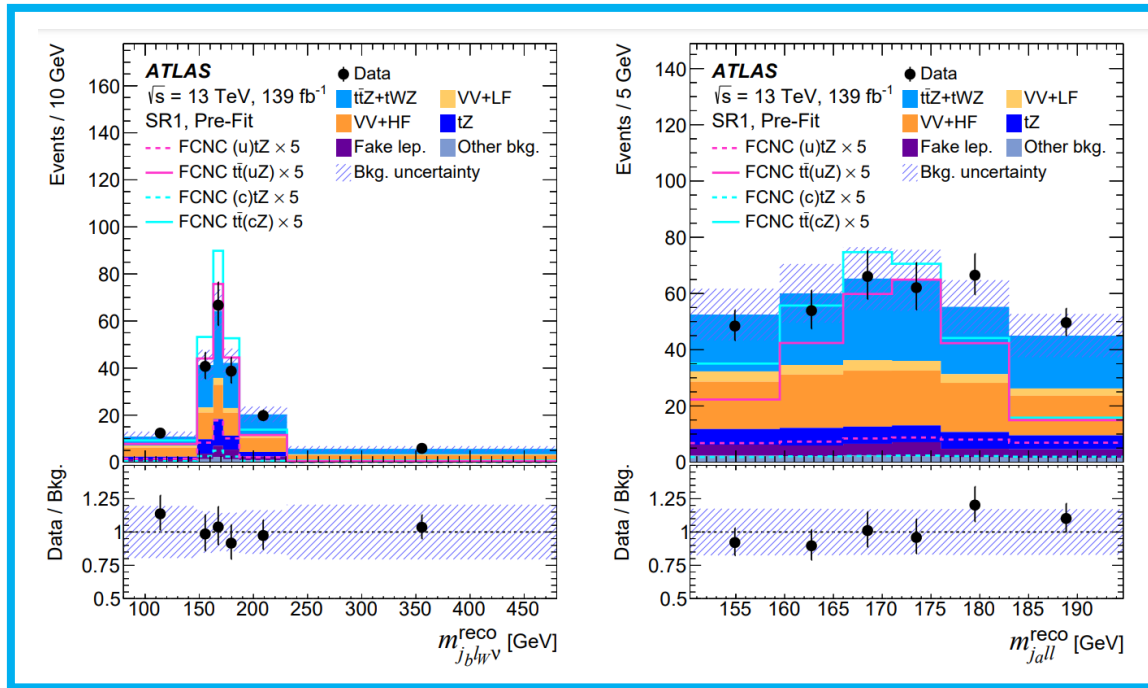 ATLAS
√s = 13 TeV, 139 fb⁻¹
SR1, Pre-Fit
FCNC (u)tZ × 5
FCNC tt̄(uZ) × 5
FCNC (c)tZ × 5
FCNC tt̄(cZ) × 5
Data
tt̄Z+tWZ VV+LF
VV+HF tZ
Fake lep. Other bkg.
Bkg. uncertainty
Events / 10 GeV
160
140
120
100
80
60
40
20
0
Data / Bkg.
1.25
1
0.75
0.5
100 150 200 250 300 350 400 450
m^reco_j_b l_W ν [GeV]
ATLAS
√s = 13 TeV, 139 fb⁻¹
SR1, Pre-Fit
FCNC (u)tZ × 5
FCNC tt̄(uZ) × 5
FCNC (c)tZ × 5
FCNC tt̄(cZ) × 5
Data
tt̄Z+tWZ VV+LF
VV+HF tZ
Fake lep. Other bkg.
Bkg. uncertainty
Events / 5 GeV
140
120
100
80
60
40
20
0
Data / Bkg.
1.25
1
0.75
0.5
155 160 165 170 175 180 185 190
m^reco_j_a ll [GeV]